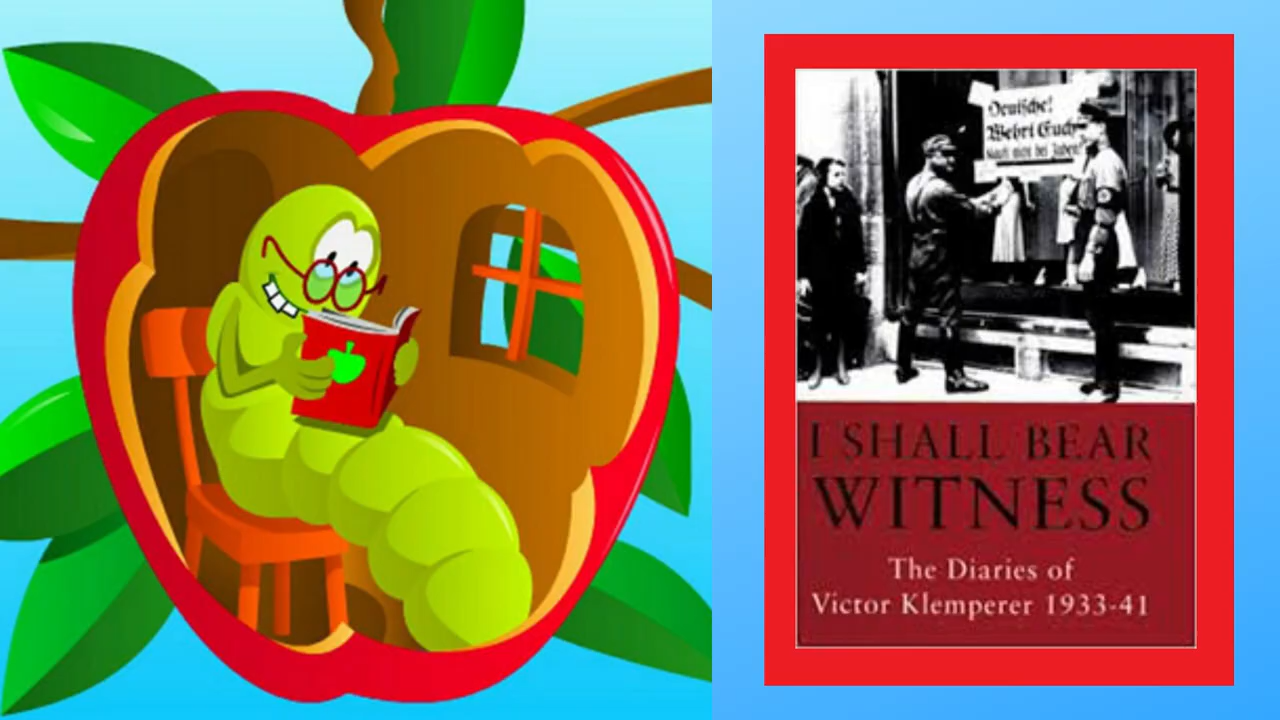 Deutsche!
Wehrt Euch
I SHALL BEAR
WITNESS
The Diaries of
Victor Klemperer 1933-41